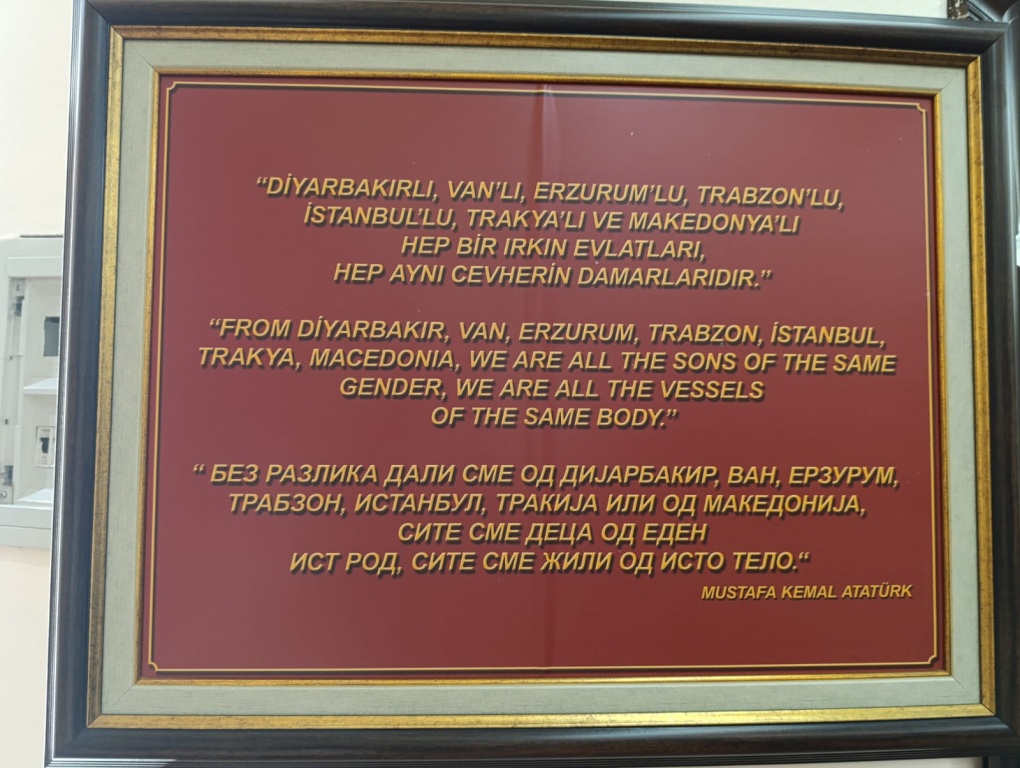 “DİYARBAKIRLI, VAN’LI, ERZURUM’LU, TRABZON’LU,
İSTANBUL’LU, TRAKYA’LI VE MAKEDONYA’LI
HEP BİR IRKIN EVLATLARI,
HEP AYNI CEVHERİN DAMARLARIDIR.”
“FROM DİYARBAKIR, VAN, ERZURUM, TRABZON, İSTANBUL,
TRAKYA, MACEDONIA, WE ARE ALL THE SONS OF THE SAME
GENDER, WE ARE ALL THE VESSELS
OF THE SAME BODY.”
“ БЕЗ РАЗЛИКА ДАЛИ СМЕ ОД ДИЈАРБАКИР, ВАН, ЕРЗУРУМ,
ТРАБЗОН, ИСТАНБУЛ, ТРАКИЈА ИЛИ ОД МАКЕДОНИЈА,
СИТЕ СМЕ ДЕЦА ОД ЕДЕН
ИСТ РОД, СИТЕ СМЕ ЖИЛИ ОД ИСТО ТЕЛО.“
MUSTAFA KEMAL ATATÜRK